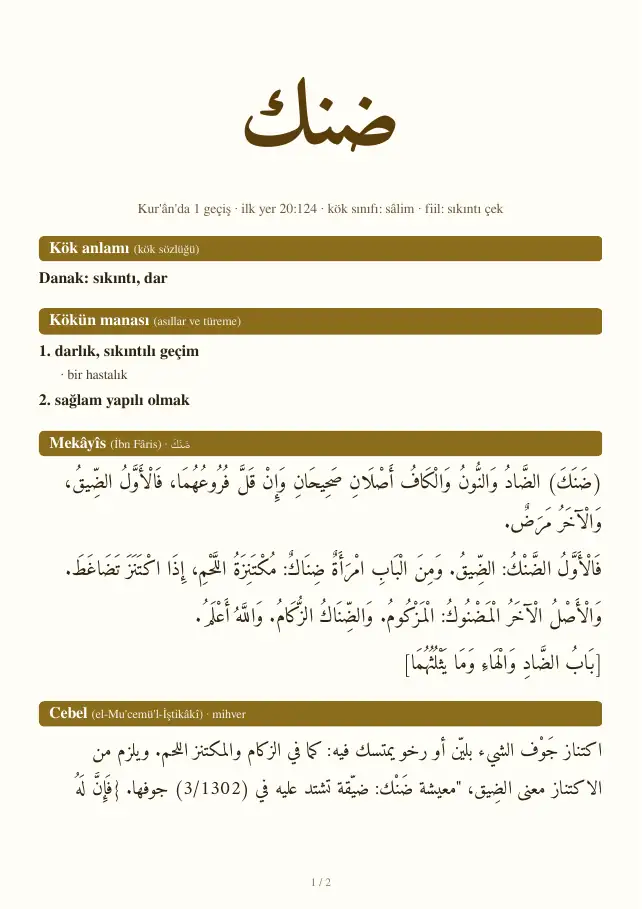 ضنك
Kur'ân'da 1 geçiş · ilk yer 20:124 · kök sınıfı: sâlim · fiil: sıkıntı çek
Kök anlamı (kök sözlüğü)
Danak: sıkıntı, dar
Kökün manası (asıllar ve türeme)
1. darlık, sıkıntılı geçim
· bir hastalık
2. sağlam yapılı olmak
Mekâyîs (İbn Fâris) · ضَنَكَ
(ضَنَكَ) الضَّادُ وَالنُّونُ وَالْكَافُ أَصْلَانِ صَحِيحَانِ وَإِنْ قَلَّ فُرُوعُهُمَا، فَالْأَوَّلُ الضِّيقُ،
وَالْآخَرُ مَرَضٌ.
فَالْأَوَّلُ الضَّنْكُ: الضِّيقُ. وَمِنَ الْبَابِ امْرَأَةٌ ضِنَاكٌ: مُكْتَنِزَةُ اللَّحْمِ، إِذَا اكْتَنَزَ تَضَاغَطَ.
وَالْأَصْلُ الْآخَرُ الْمَضْنُوكُ: الْمَزْكُومُ. وَالضِّنَاكُ الزُّكَامُ. وَاللَّهُ أَعْلَمُ.
[بَابُ الضَّادِ وَالْهَاءِ وَمَا يَثْلُثُهُمَا]
Cebel (el-Mu'cemü'l-İştikâkî) · mihver
اكتناز جَوْف الشيء بليّن أو رخو يمتسك فيه: كما في الزكام والمكتنز اللحم. ويلزم من
الاكتناز معنى الضِيق، "معيشة ضَنْك: ضيّقة تشتد عليه في (3/1302) جوفها. {فَإِنَّ لَهُ
1 / 2